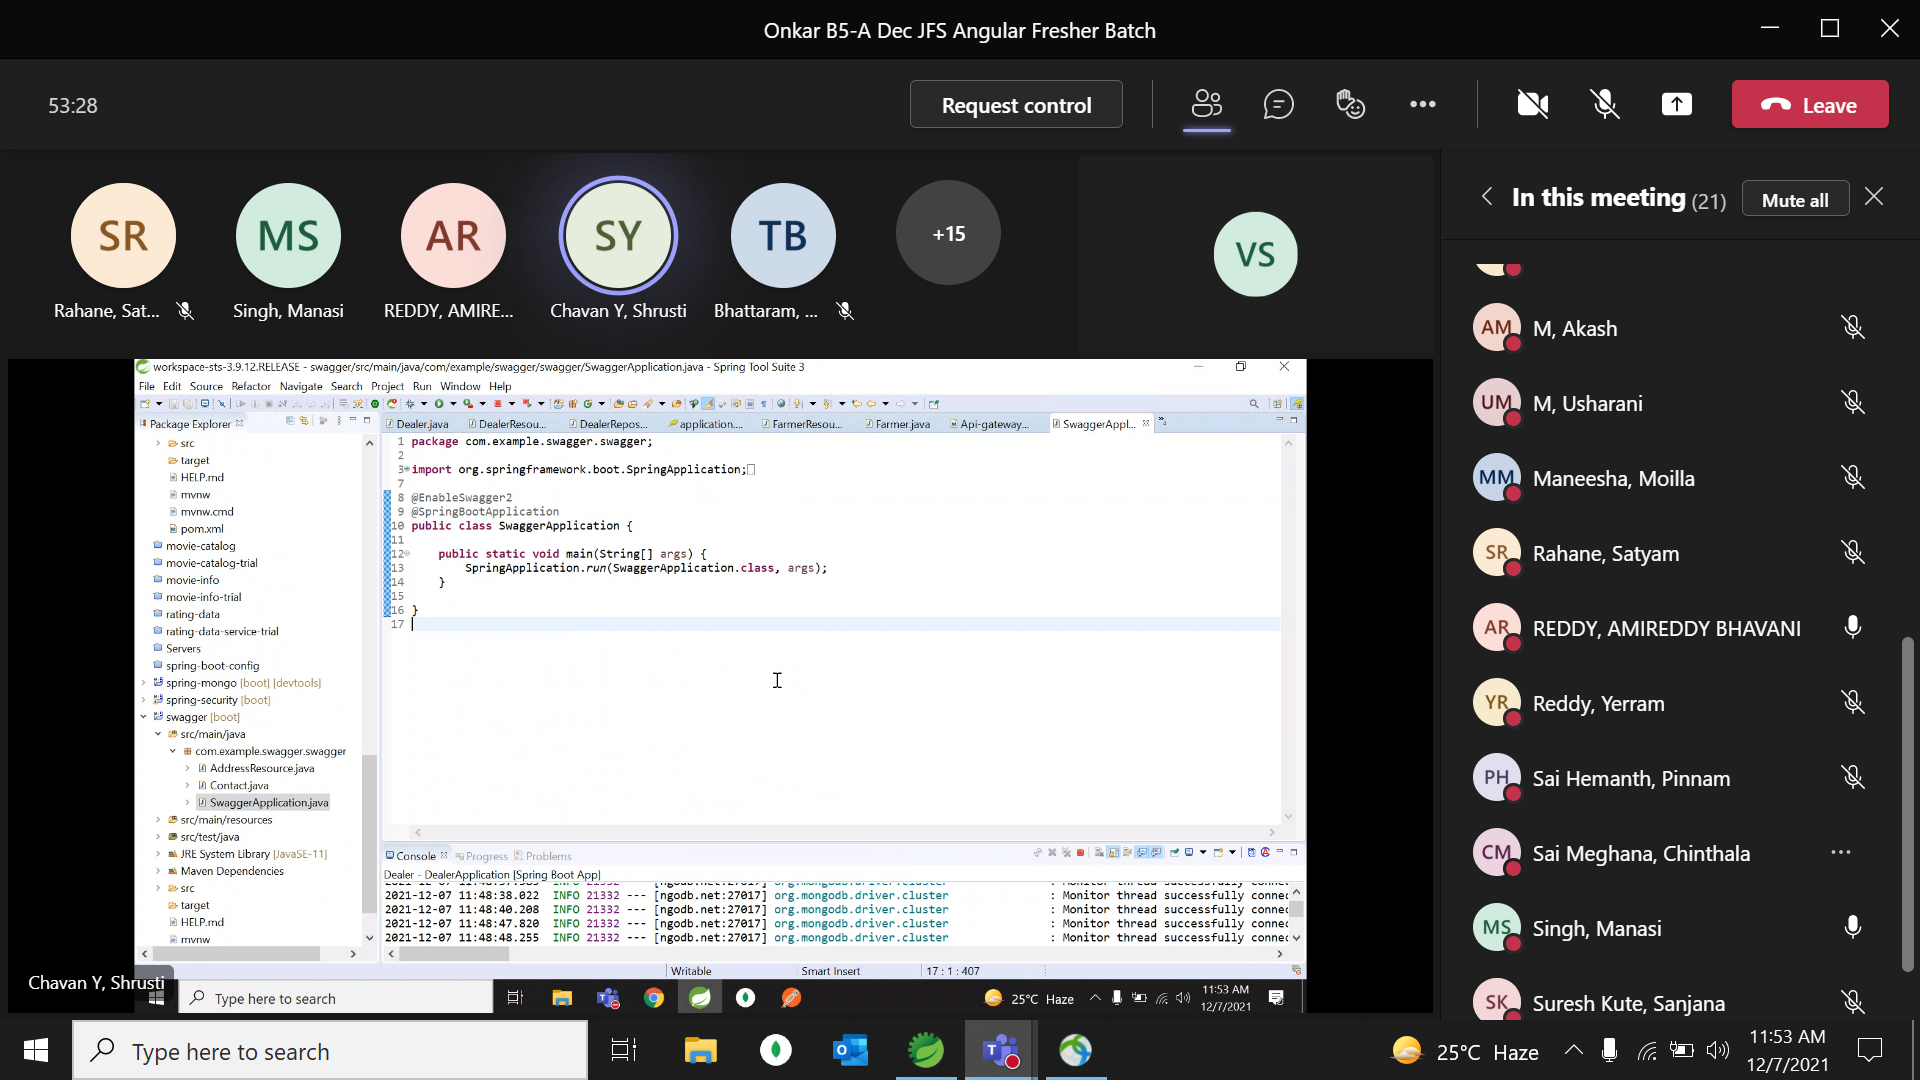 Onkar B5-A Dec JFS Angular Fresher Batch
53:28
Request control
Leave
SR
MS
AR
SY
TB
+15
VS
Rahane, Sat...
Singh, Manasi
REDDY, AMIRE...
Chavan Y, Shrusti
Bhattaram, ...
In this meeting (21)
Mute all
AM M, Akash
UM M, Usharani
MM Maneesha, Moilla
SR Rahane, Satyam
AR REDDY, AMIREDDY BHAVANI
YR Reddy, Yerram
PH Sai Hemanth, Pinnam
CM Sai Meghana, Chinthala
MS Singh, Manasi
SK Suresh Kute, Sanjana
workspace-sts-3.9.12.RELEASE - swagger/src/main/java/com/example/swagger/swagger/SwaggerApplication.java - Spring Tool Suite 3
File Edit Source Refactor Navigate Search Project Run Window Help
Package Explorer
src
target
HELP.md
mvnw
mvnw.cmd
pom.xml
movie-catalog
movie-catalog-trial
movie-info
movie-info-trial
rating-data
rating-data-service-trial
Servers
spring-boot-config
spring-mongo [boot] [devtools]
spring-security [boot]
swagger [boot]
src/main/java
com.example.swagger.swagger
AddressResource.java
Contact.java
SwaggerApplication.java
src/main/resources
src/test/java
JRE System Library [JavaSE-11]
Maven Dependencies
src
target
HELP.md
mvnw
Dealer.java DealerResou... DealerRepos... application.... FarmerResou... Farmer.java Api-gateway... SwaggerAppl...
1 package com.example.swagger.swagger;
2
3 import org.springframework.boot.SpringApplication;
7
8 @EnableSwagger2
9 @SpringBootApplication
10 public class SwaggerApplication {
11
12 public static void main(String[] args) {
13 SpringApplication.run(SwaggerApplication.class, args);
14 }
15
16 }
17
Console Progress Problems
Dealer - DealerApplication [Spring Boot App]
2021-12-07 11:48:38.022 INFO 21332 --- [ngodb.net:27017] org.mongodb.driver.cluster : Monitor thread successfully connec
2021-12-07 11:48:40.208 INFO 21332 --- [ngodb.net:27017] org.mongodb.driver.cluster : Monitor thread successfully connec
2021-12-07 11:48:47.820 INFO 21332 --- [ngodb.net:27017] org.mongodb.driver.cluster : Monitor thread successfully connec
2021-12-07 11:48:48.255 INFO 21332 --- [ngodb.net:27017] org.mongodb.driver.cluster : Monitor thread successfully connec
Writable Smart Insert 17 : 1 : 407
Chavan Y, Shrusti
Type here to search
25°C Haze
11:53 AM
12/7/2021
Type here to search
25°C Haze
11:53 AM
12/7/2021